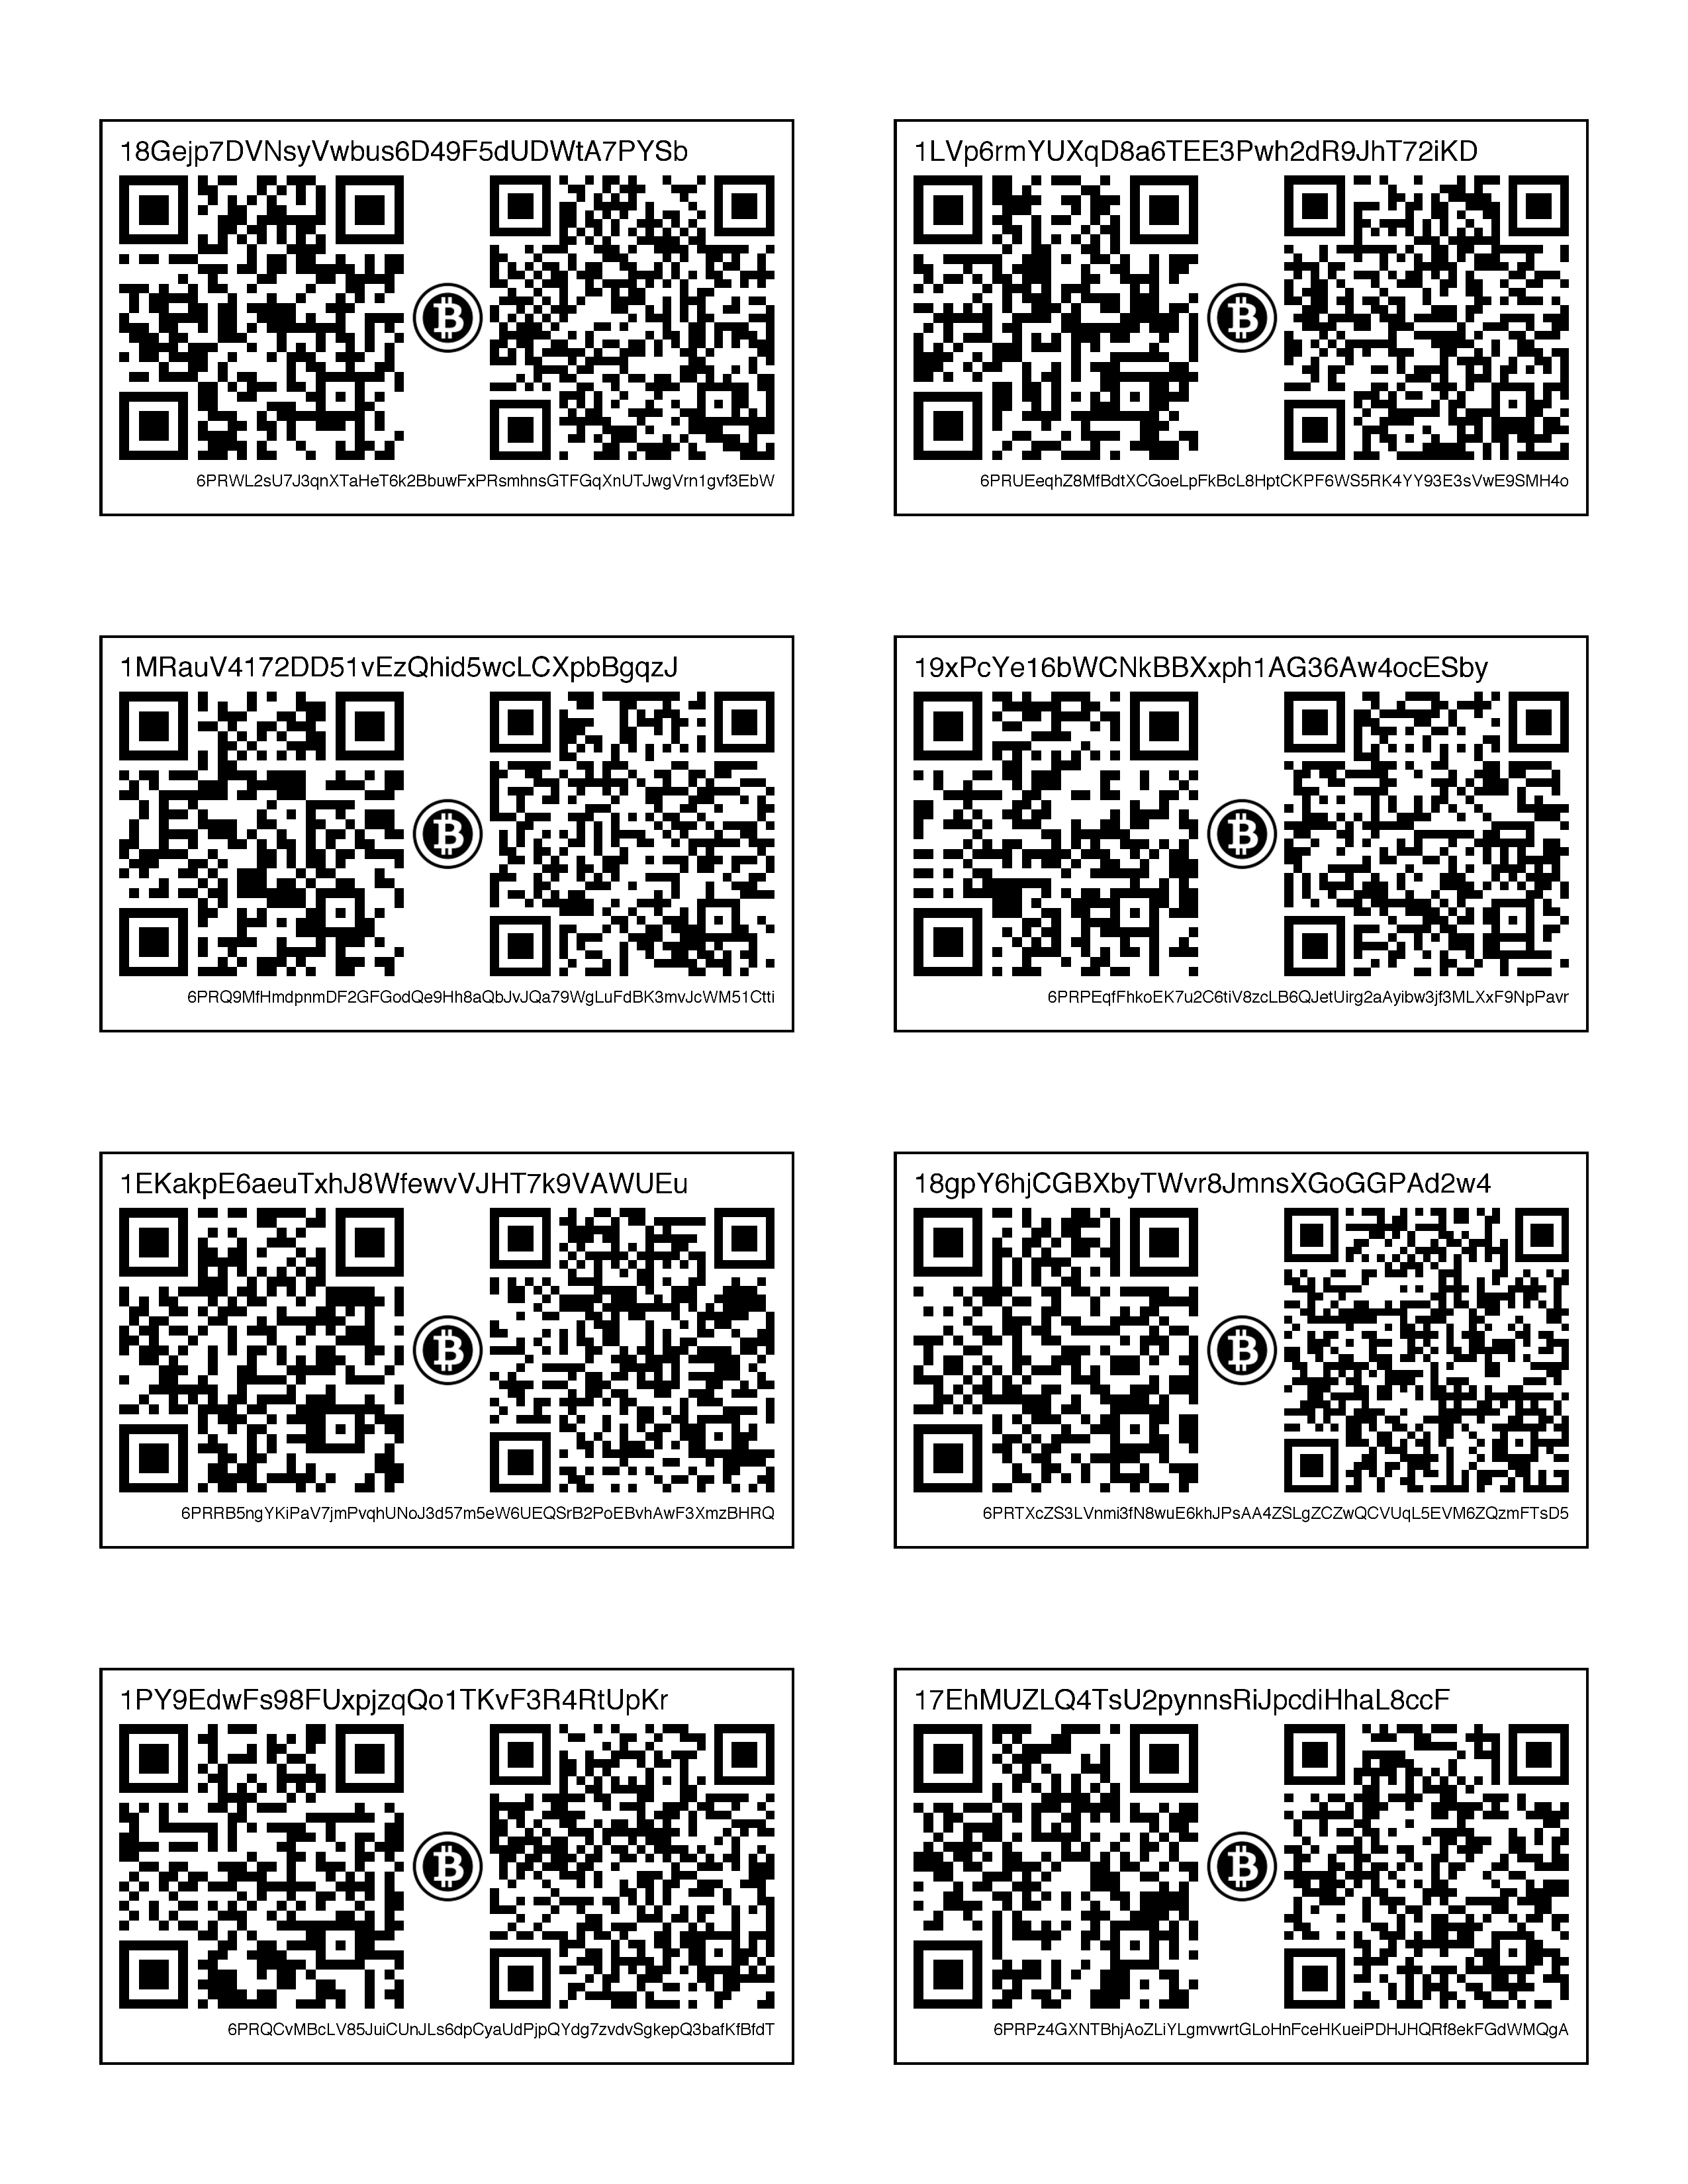 18Gejp7DVNsyVwbus6D49F5dUDWtA7PYSb
6PRWL2sU7J3qnXTaHeT6k2BbuwFxPRsmhnsGTFGqXnUTJwgVrn1gvf3EbW
1LVp6rmYUXqD8a6TEE3Pwh2dR9JhT72iKD
6PRUEeqhZ8MfBdtXCGoeLpFkBcL8HptCKPF6WS5RK4YY93E3sVwE9SMH4o
1MRauV4172DD51vEzQhid5wcLCXpbBgqzJ
6PRQ9MfHmdpnmDF2GFGodQe9Hh8aQbJvJQa79WgLuFdBK3mvJcWM51Ctti
19xPcYe16bWCNkBBXxph1AG36Aw4ocESby
6PRPEqfFhkoEK7u2C6tiV8zcLB6QJetUirg2aAyibw3jf3MLXxF9NpPavr
1EKakpE6aeuTxhJ8WfewvVJHT7k9VAWUEu
6PRRB5ngYKiPaV7jmPvqhUNoJ3d57m5eW6UEQSrB2PoEBvhAwF3XmzBHRQ
18gpY6hjCGBXbyTWvr8JmnsXGoGGPAd2w4
6PRTXcZS3LVnmi3fN8wuE6khJPsAA4ZSLgZCZwQCVUqL5EVM6ZQzmFTsD5
1PY9EdwFs98FUxpjzqQo1TKvF3R4RtUpKr
6PRQCvMBcLV85JuiCUnJLs6dpCyaUdPjpQYdg7zvdvSgkepQ3bafKfBfdT
17EhMUZLQ4TsU2pynnsRiJpcdiHhaL8ccF
6PRPz4GXNTBhjAoZLiYLgmvwrtGLoHnFceHKueiPDHJHQRf8ekFGdWMQgA